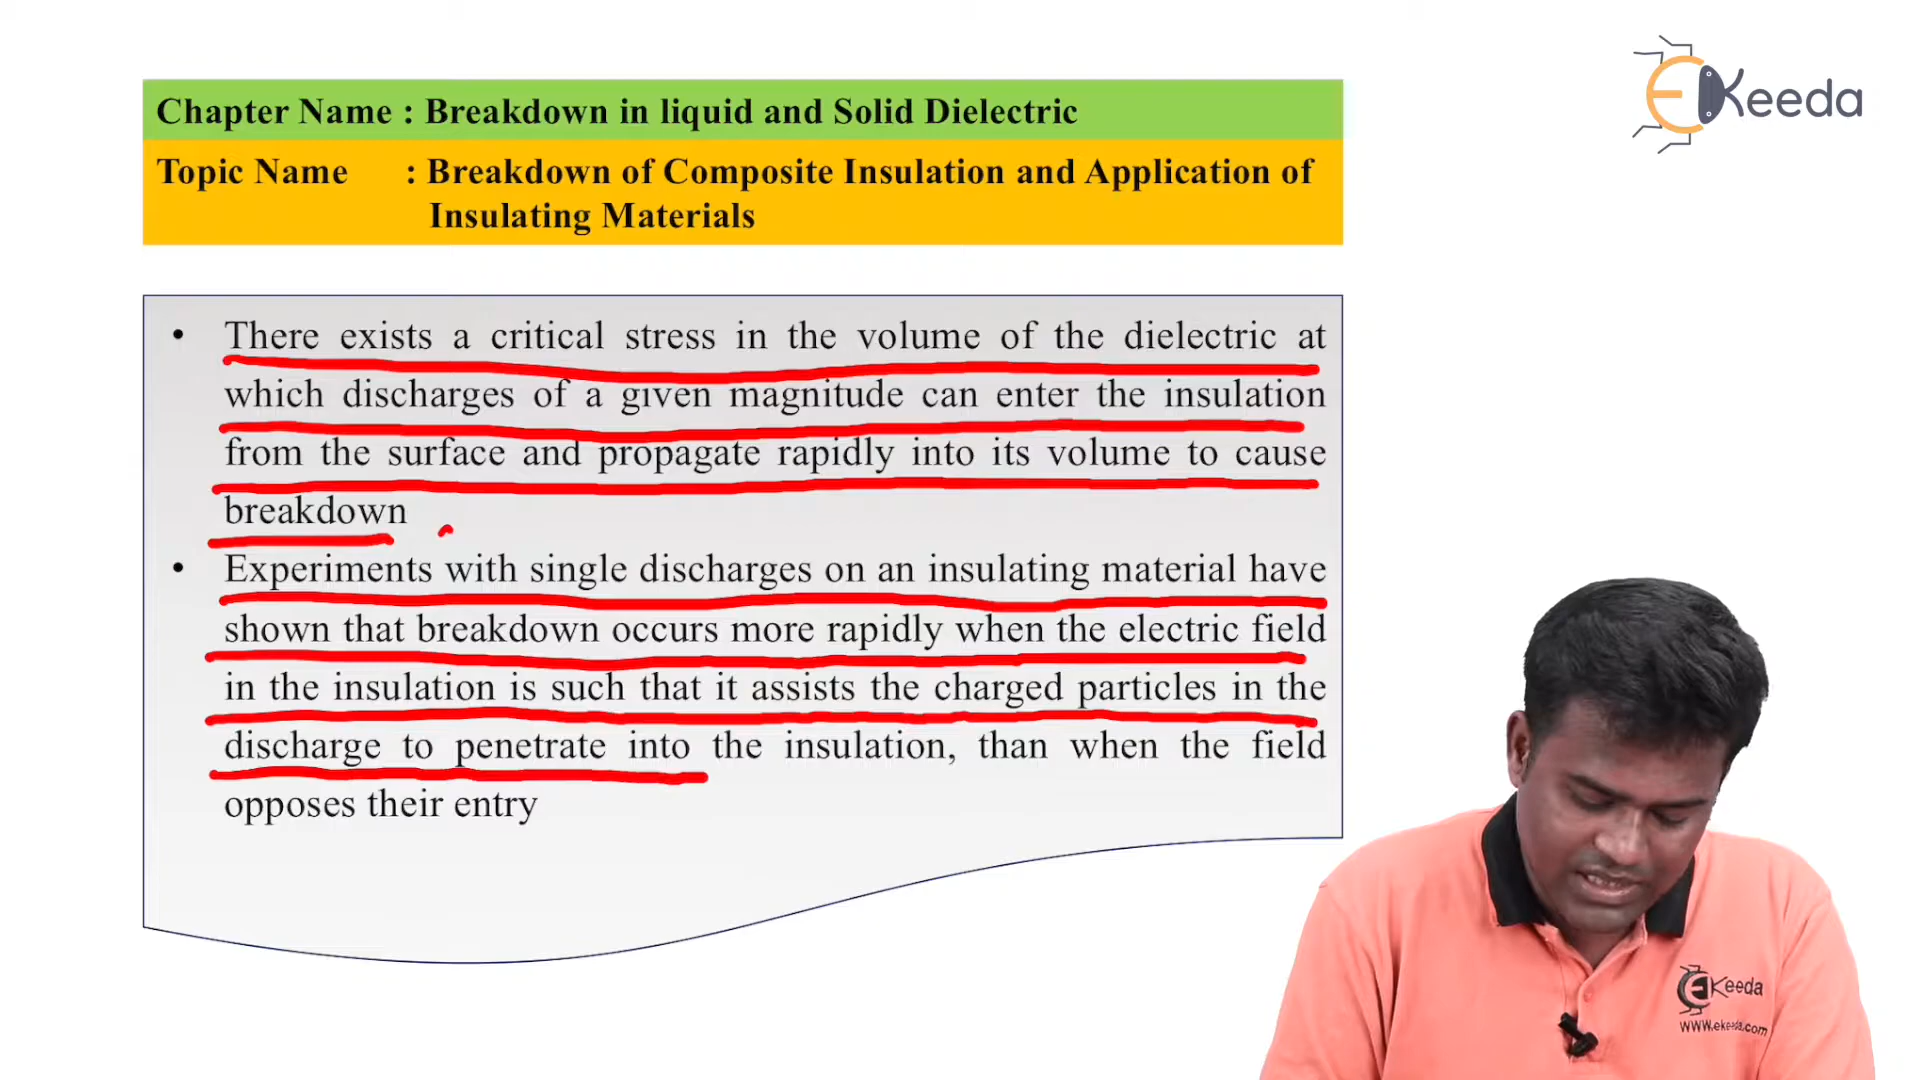 EKeeda
Chapter Name : Breakdown in liquid and Solid Dielectric
Topic Name : Breakdown of Composite Insulation and Application of
Insulating Materials
• There exists a critical stress in the volume of the dielectric at
which discharges of a given magnitude can enter the insulation
from the surface and propagate rapidly into its volume to cause
breakdown
• Experiments with single discharges on an insulating material have
shown that breakdown occurs more rapidly when the electric field
in the insulation is such that it assists the charged particles in the
discharge to penetrate into the insulation, than when the field
opposes their entry
EKeeda
www.ekeeda.com